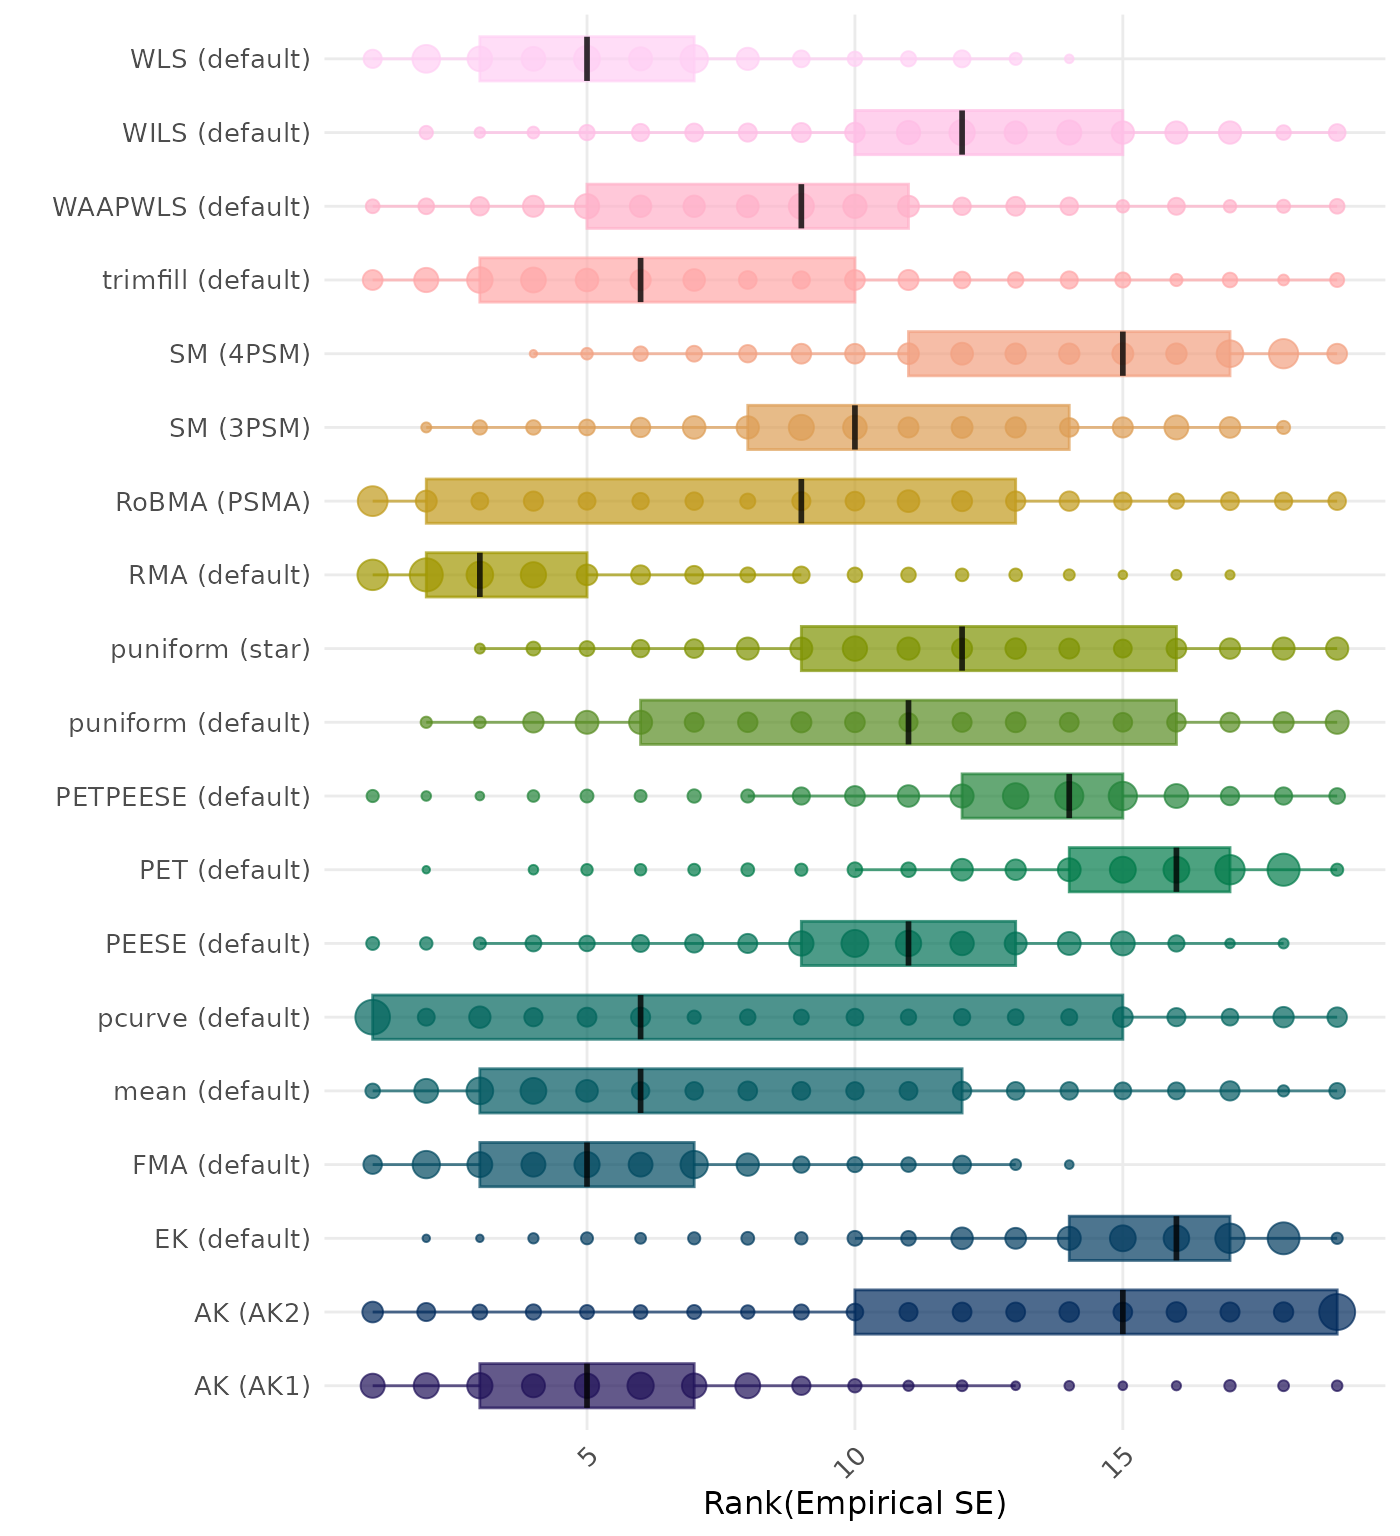 WLS (default)
WILS (default)
WAAPWLS (default)
trimfill (default)
SM (4PSM)
SM (3PSM)
RoBMA (PSMA)
RMA (default)
puniform (star)
puniform (default)
PETPEESE (default)
PET (default)
PEESE (default)
pcurve (default)
mean (default)
FMA (default)
EK (default)
AK (AK2)
AK (AK1)
5 10 15
Rank(Empirical SE)